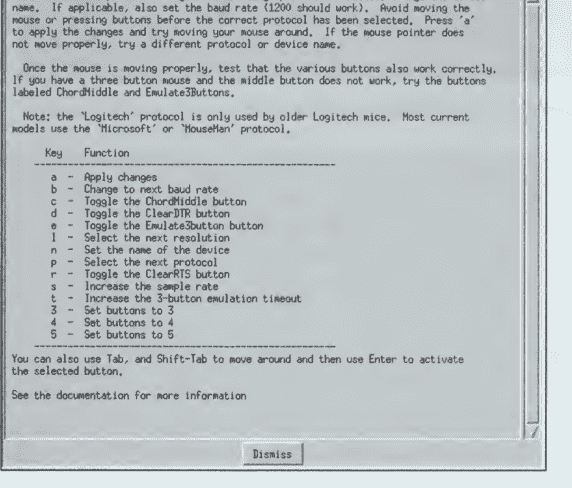 name.  If applicable, also set the baud rate (1200 should work).  Avoid moving the
mouse or pressing buttons before the correct protocol has been selected.  Press 'a'
to apply the changes and try moving your mouse around.  If the mouse pointer does
not move properly, try a different protocol or device name.
Once the mouse is moving properly, test that the various buttons also work correctly.
If you have a three button mouse and the middle button does not work, try the buttons
labeled ChordMiddle and Emulate3Buttons.
Note: the 'Logitech' protocol is only used by older Logitech mice.  Most current
models use the 'Microsoft' or 'MouseMan' protocol.
Key    Function
------------------------------------------------------
a  -  Apply changes
b  -  Change to next baud rate
c  -  Toggle the ChordMiddle button
d  -  Toggle the ClearDTR button
e  -  Toggle the Emulate3button button
l  -  Select the next resolution
n  -  Set the name of the device
p  -  Select the next protocol
r  -  Toggle the ClearRTS button
s  -  Increase the sample rate
t  -  Increase the 3-button emulation timeout
3  -  Set buttons to 3
4  -  Set buttons to 4
5  -  Set buttons to 5
------------------------------------------------------
You can also use Tab, and Shift-Tab to move around and then use Enter to activate
the selected button.
See the documentation for more information
Dismiss